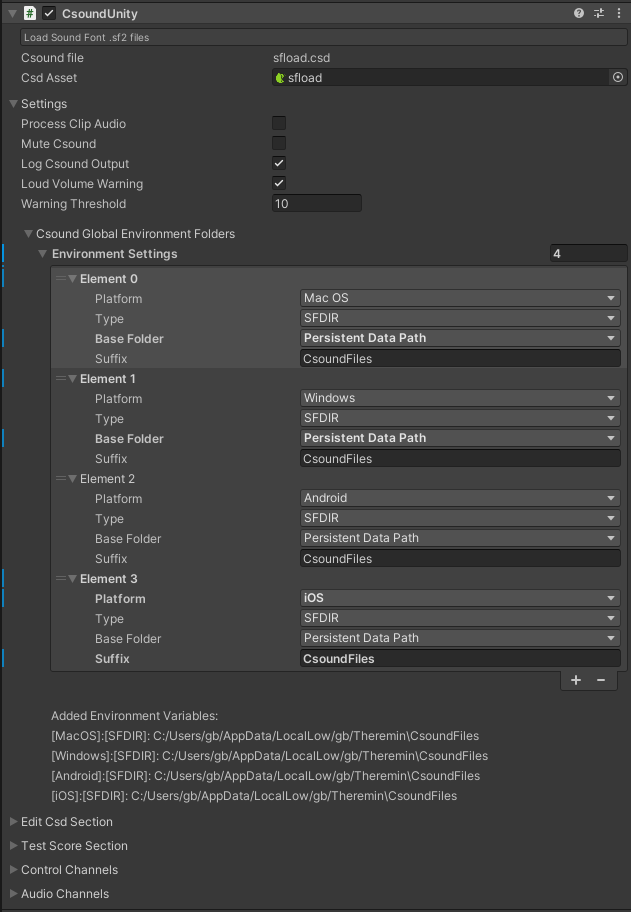 CsoundUnity
Load Sound Font .sf2 files
Csound file sfload.csd
Csd Asset sfload
Settings
Process Clip Audio
Mute Csound
Log Csound Output
Loud Volume Warning
Warning Threshold 10
Csound Global Environment Folders
Environment Settings 4
Element 0
Platform Mac OS
Type SFDIR
Base Folder Persistent Data Path
Suffix CsoundFiles
Element 1
Platform Windows
Type SFDIR
Base Folder Persistent Data Path
Suffix CsoundFiles
Element 2
Platform Android
Type SFDIR
Base Folder Persistent Data Path
Suffix CsoundFiles
Element 3
Platform iOS
Type SFDIR
Base Folder Persistent Data Path
Suffix CsoundFiles
Added Environment Variables:
[MacOS]:[SFDIR]: C:/Users/gb/AppData/LocalLow/gb/Theremin\CsoundFiles
[Windows]:[SFDIR]: C:/Users/gb/AppData/LocalLow/gb/Theremin\CsoundFiles
[Android]:[SFDIR]: C:/Users/gb/AppData/LocalLow/gb/Theremin\CsoundFiles
[iOS]:[SFDIR]: C:/Users/gb/AppData/LocalLow/gb/Theremin\CsoundFiles
Edit Csd Section
Test Score Section
Control Channels
Audio Channels